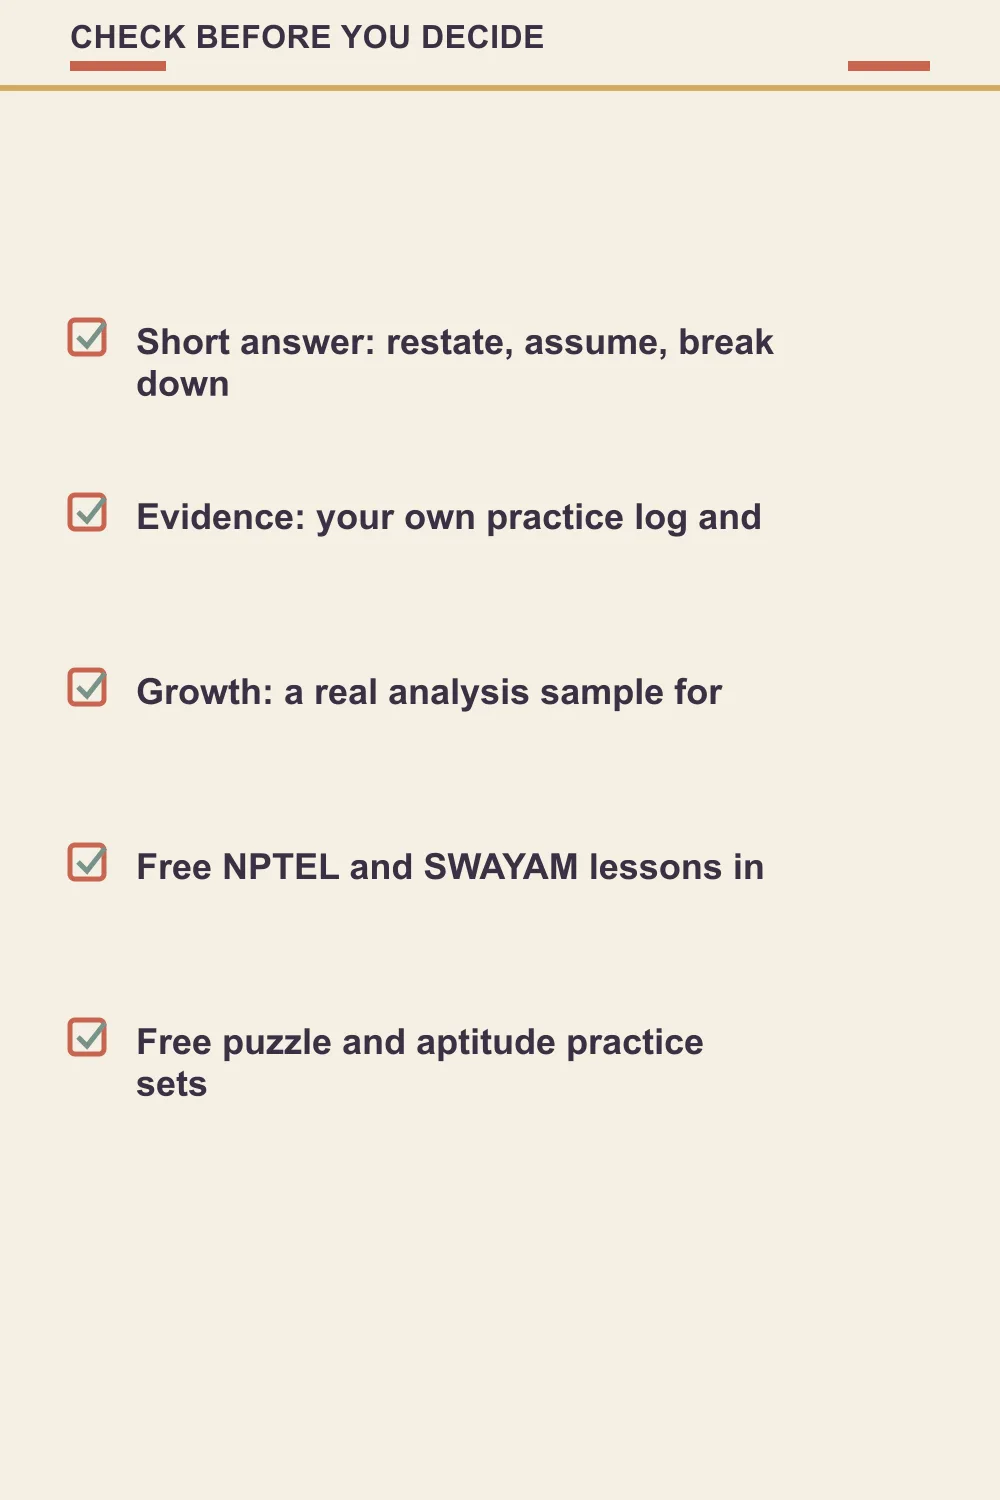 CHECK BEFORE YOU DECIDE
Short answer: restate, assume, break
down
Evidence: your own practice log and
Growth: a real analysis sample for
Free NPTEL and SWAYAM lessons in
Free puzzle and aptitude practice
sets